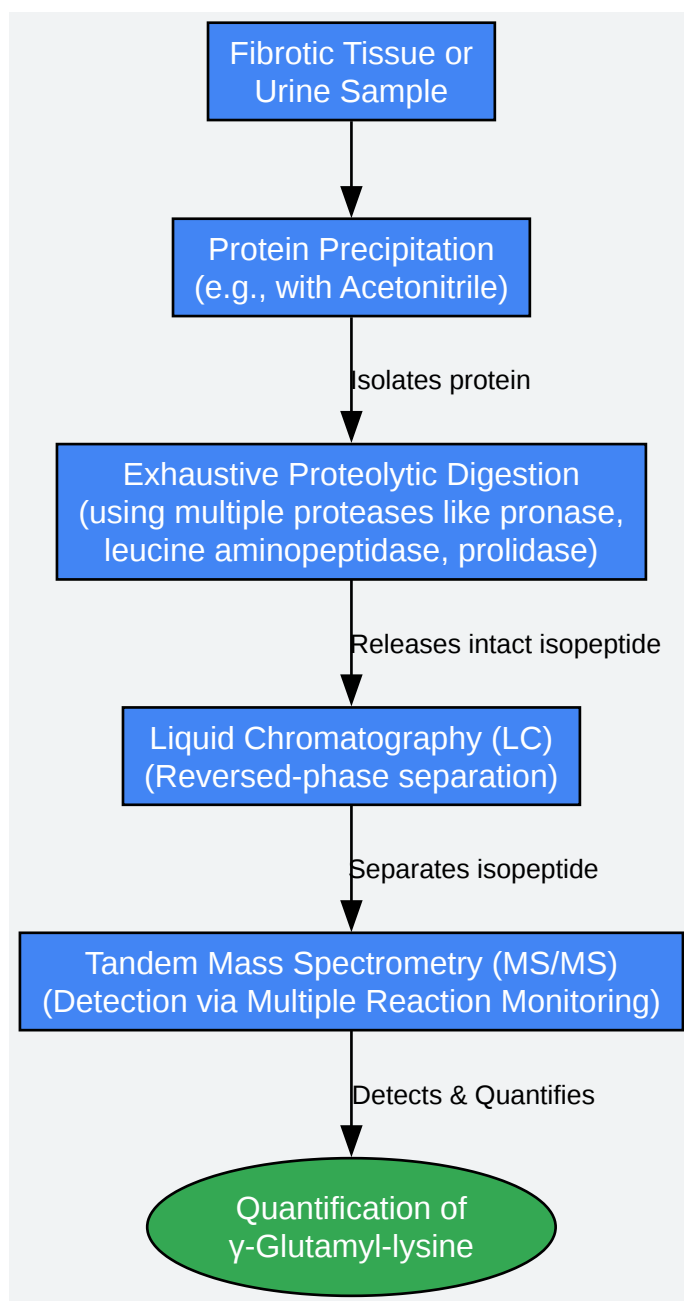 Fibrotic Tissue or
Urine Sample
Protein Precipitation
(e.g., with Acetonitrile)
Isolates protein
Exhaustive Proteolytic Digestion
(using multiple proteases like pronase,
leucine aminopeptidase, prolidase)
Releases intact isopeptide
Liquid Chromatography (LC)
(Reversed-phase separation)
Separates isopeptide
Tandem Mass Spectrometry (MS/MS)
(Detection via Multiple Reaction Monitoring)
Detects & Quantifies
Quantification of
γ-Glutamyl-lysine